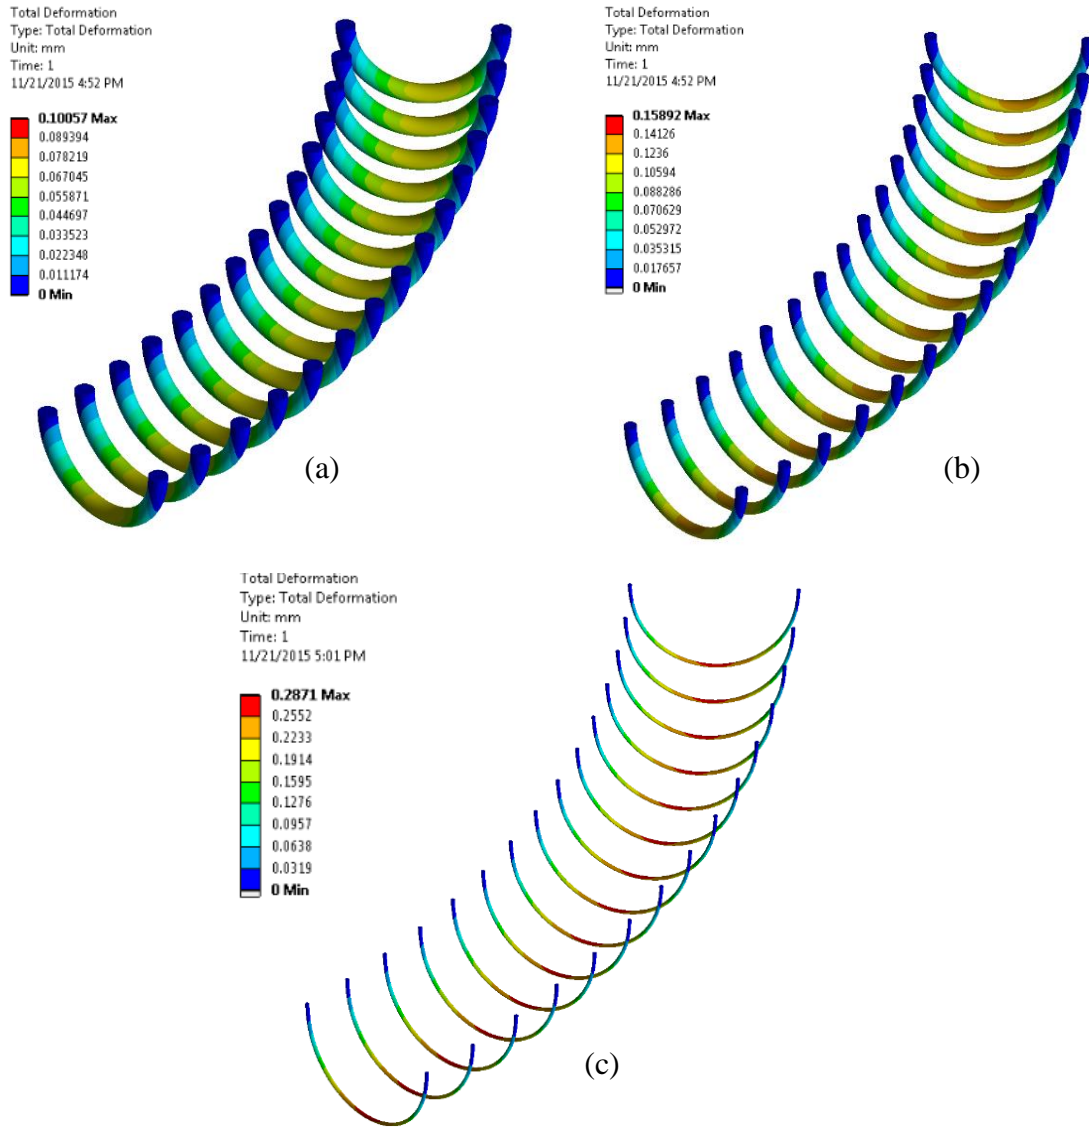 Total Deformation
Type: Total Deformation
Unit: mm
Time: 1
11/21/2015 4:52 PM
0.10057 Max
0.089394
0.078219
0.067045
0.055871
0.044697
0.033523
0.022348
0.011174
0 Min
(a)
Total Deformation
Type: Total Deformation
Unit: mm
Time: 1
11/21/2015 4:52 PM
0.15892 Max
0.14126
0.1236
0.10594
0.088286
0.070629
0.052972
0.035315
0.017657
0 Min
(b)
Total Deformation
Type: Total Deformation
Unit: mm
Time: 1
11/21/2015 5:01 PM
0.2871 Max
0.2552
0.2233
0.1914
0.1595
0.1276
0.0957
0.0638
0.0319
0 Min
(c)